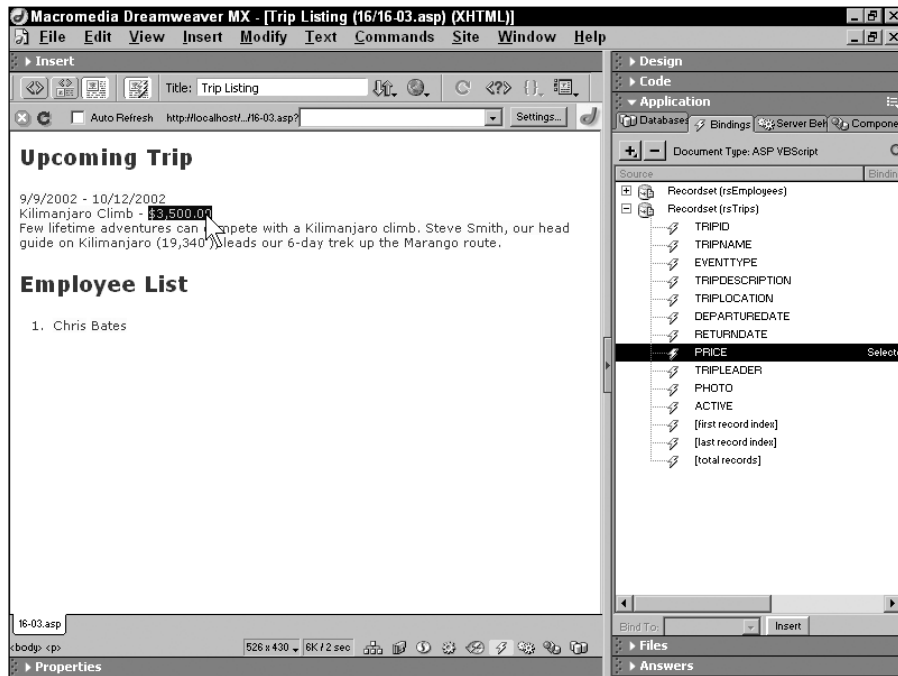 Macromedia Dreamweaver MX - [Trip Listing (16/16-03.asp) (XHTML)]
File Edit View Insert Modify Text Commands Site Window Help
Insert
Title: Trip Listing
Auto Refresh http://localhost/.../16-03.asp? Settings...
Upcoming Trip
9/9/2002 - 10/12/2002
Kilimanjaro Climb - $3,500.00
Few lifetime adventures can compete with a Kilimanjaro climb. Steve Smith, our head
guide on Kilimanjaro (19,340') leads our 6-day trek up the Marango route.
Employee List
1. Chris Bates
16-03.asp
<body> <p> 526 x 430 6K / 2 sec
Properties
Design
Code
Application
Databases Bindings Server Beh Compone
Document Type: ASP VBScript
Source Bindin
Recordset (rsEmployees)
Recordset (rsTrips)
TRIPID
TRIPNAME
EVENTTYPE
TRIPDESCRIPTION
TRIPLOCATION
DEPARTUREDATE
RETURNDATE
PRICE Selecte
TRIPLEADER
PHOTO
ACTIVE
[first record index]
[last record index]
[total records]
Bind To: Insert
Files
Answers